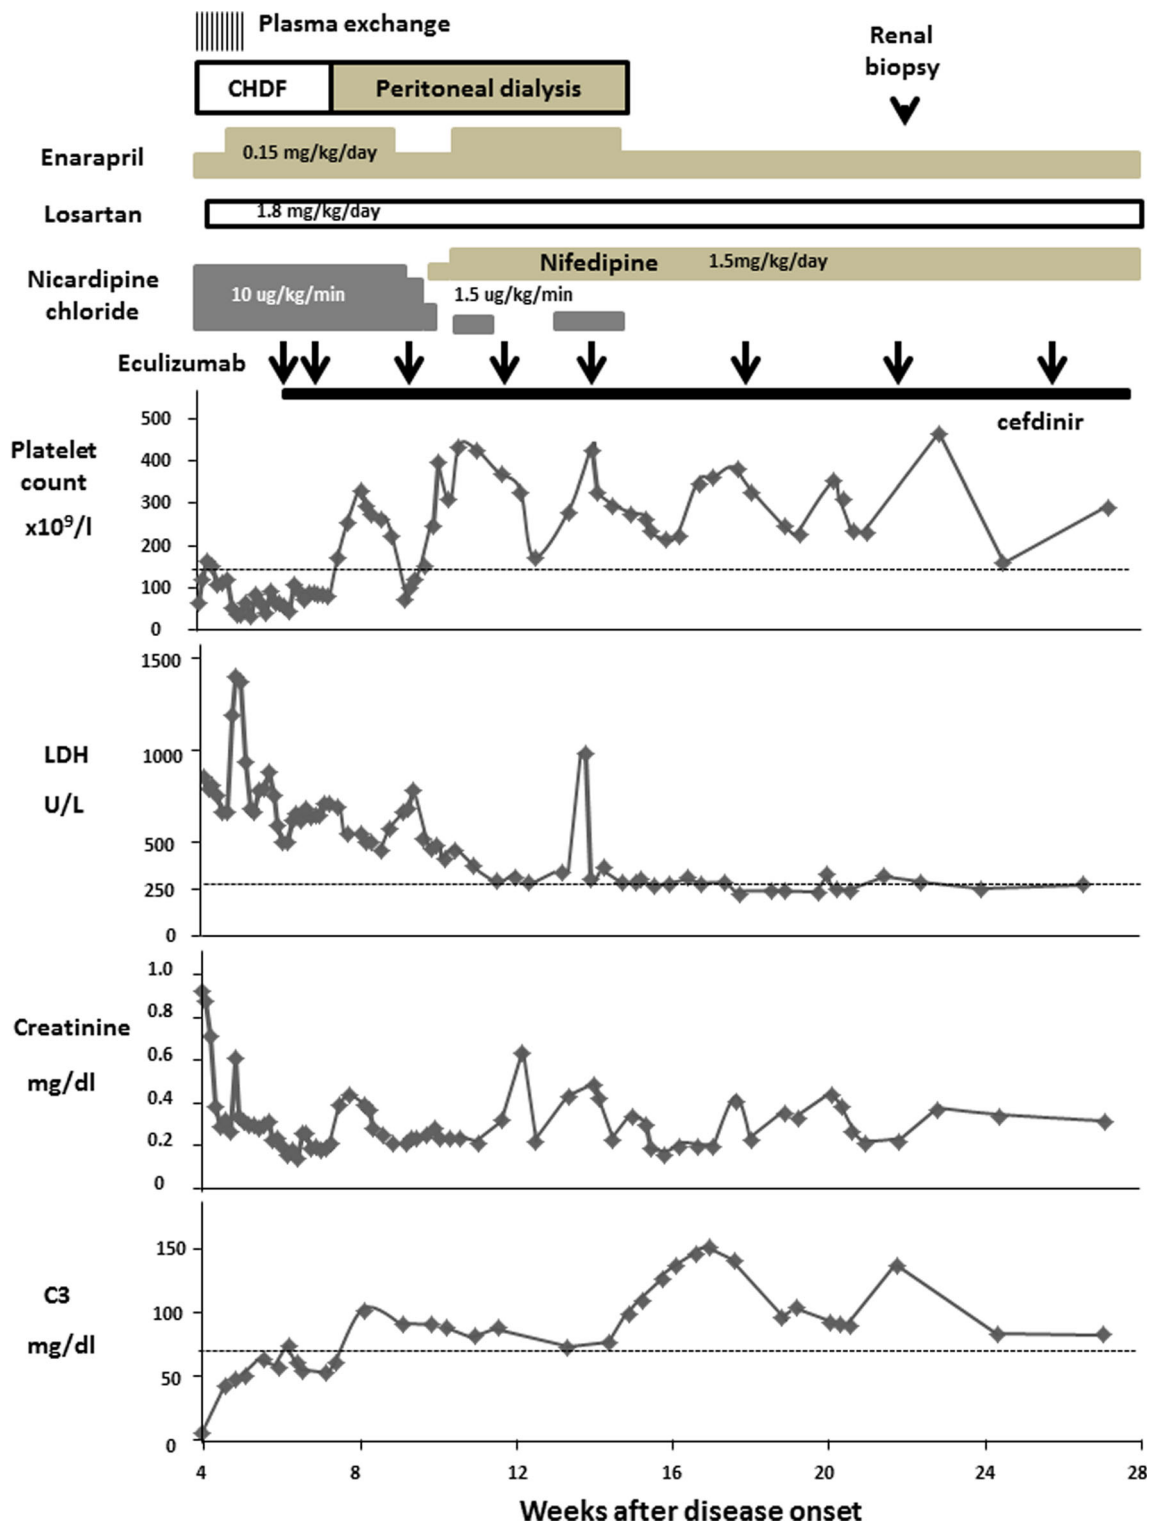 Plasma exchange
Renal
biopsy
CHDF
Peritoneal dialysis
Enarapril
0.15 mg/kg/day
Losartan
1.8 mg/kg/day
Nifedipine
1.5mg/kg/day
Nicardipine
chloride
10 ug/kg/min
1.5 ug/kg/min
Eculizumab
cefdinir
Platelet
count
x10⁹/l
500
400
300
200
100
0
LDH
U/L
1500
1000
500
250
0
Creatinine
mg/dl
1.0
0.8
0.6
0.4
0.2
0
C3
mg/dl
150
100
50
0
4 8 12 16 20 24 28
Weeks after disease onset